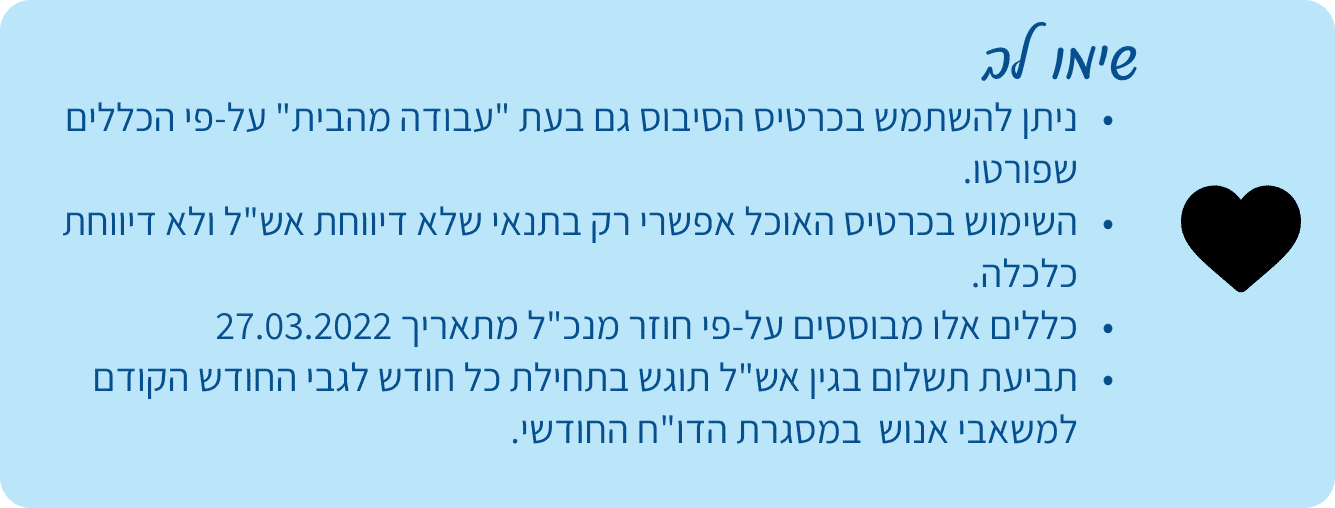 שימו לב
• ניתן להשתמש בכרטיס הסיבוס גם בעת "עבודה מהבית" על-פי הכללים
שפורטו.
• השימוש בכרטיס האוכל אפשרי רק בתנאי שלא דיווחת אש"ל ולא דיווחת
כלכלה.
• כללים אלו מבוססים על-פי חוזר מנכ"ל מתאריך 27.03.2022
• תביעת תשלום בגין אש"ל תוגש בתחילת כל חודש לגבי החודש הקודם
למשאבי אנוש  במסגרת הדו"ח החודשי.